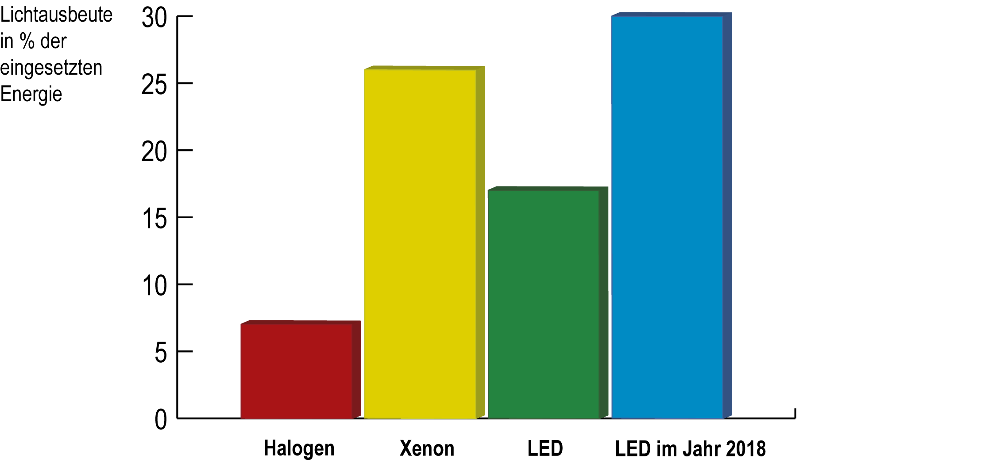 Lichtausbeute
in % der
eingesetzten
Energie
30
25
20
15
10
5
0
Halogen Xenon LED LED im Jahr 2018